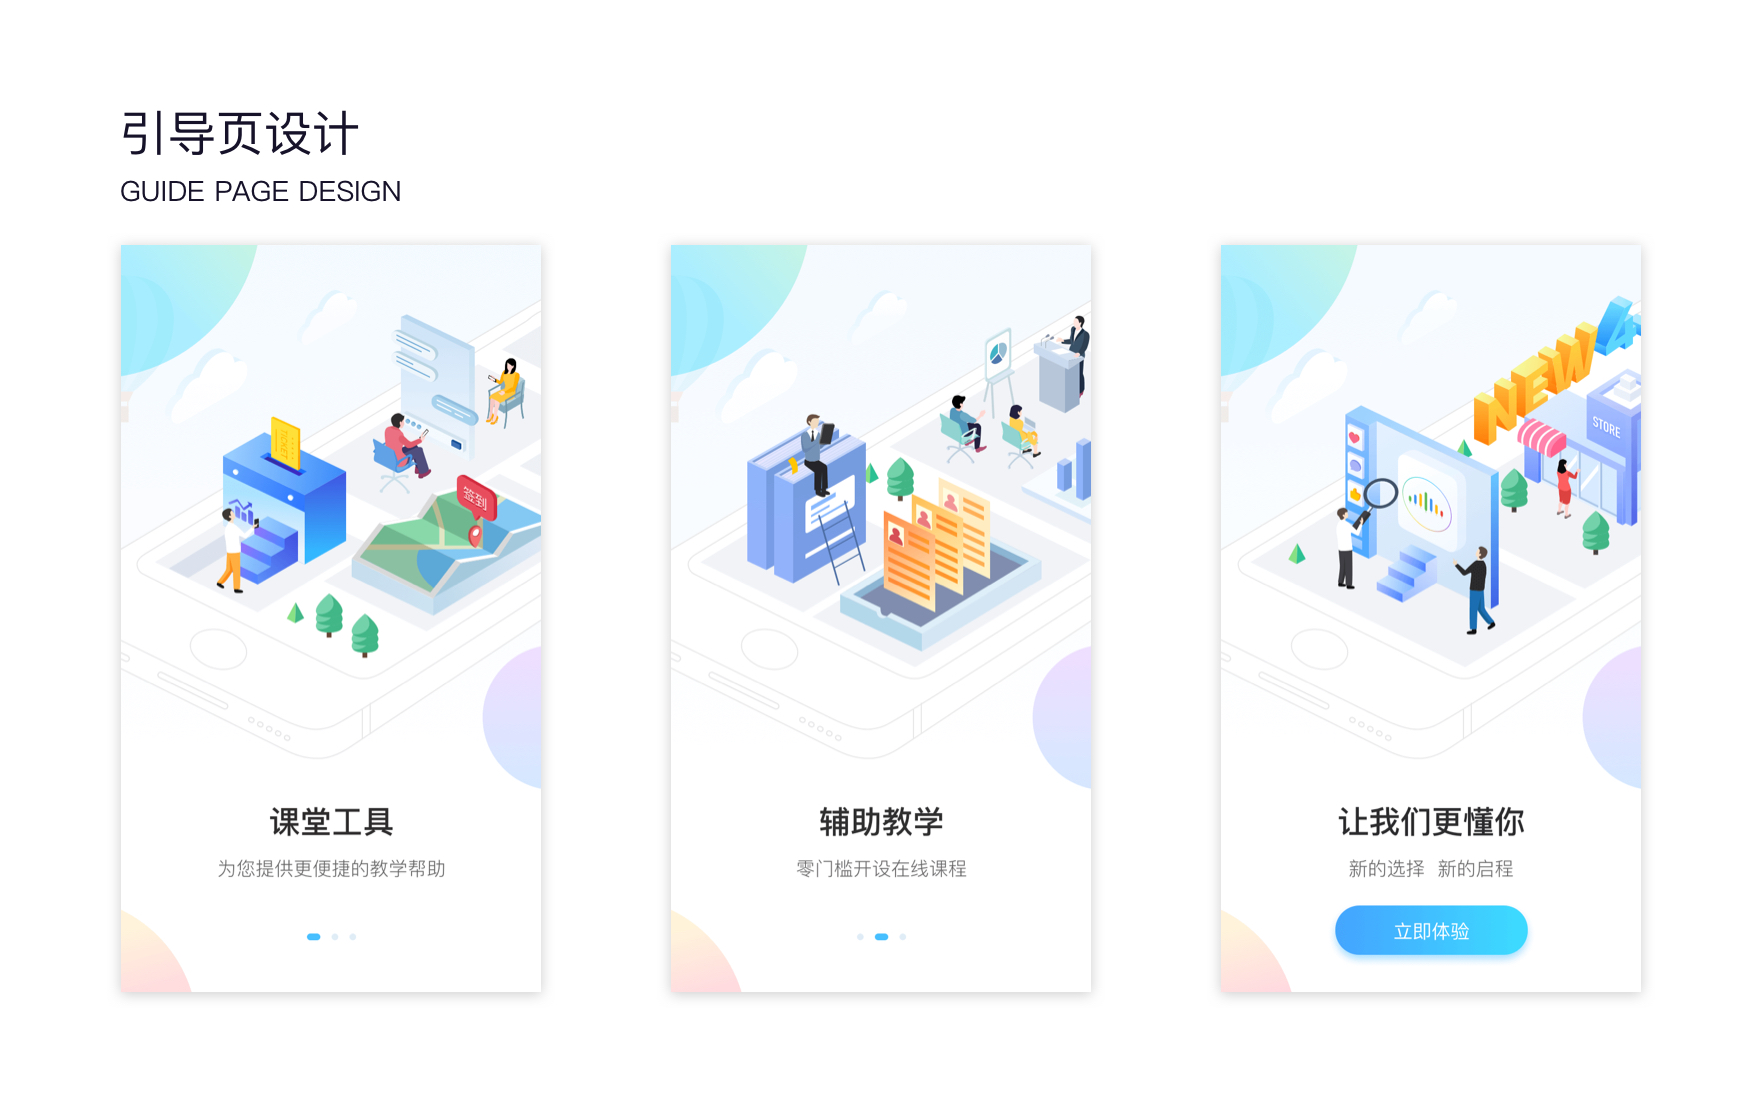 引导页设计
GUIDE PAGE DESIGN
TICKET
签到
课堂工具
为您提供更便捷的教学帮助
辅助教学
零门槛开设在线课程
NEW 4
STORE
让我们更懂你
新的选择 新的启程
立即体验